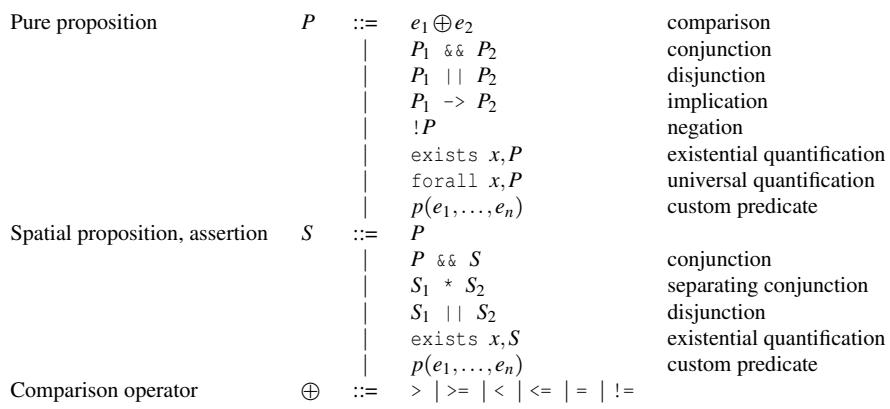 Pure proposition P ::= e₁ ⊕ e₂ comparison
| P₁ && P₂ conjunction
| P₁ || P₂ disjunction
| P₁ -> P₂ implication
| !P negation
| exists x,P existential quantification
| forall x,P universal quantification
| p(e₁,...,eₙ) custom predicate
Spatial proposition, assertion S ::= P
| P && S conjunction
| S₁ * S₂ separating conjunction
| S₁ || S₂ disjunction
| exists x,S existential quantification
| p(e₁,...,eₙ) custom predicate
Comparison operator ⊕ ::= > | >= | < | <= | = | !=